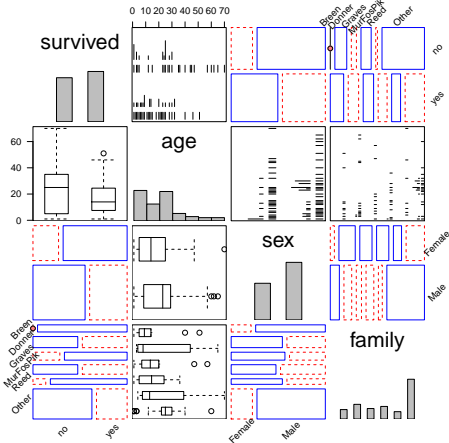 0 10 20 30 40 50 60 70
Breen
Donner
Graves
MurFosPik
Reed
Other
survived
no
yes
0 20 40 60
age
sex
Female
Male
Breen
Donner
Graves
MurFosPik
Reed
Other
family
no
yes
Female
Male